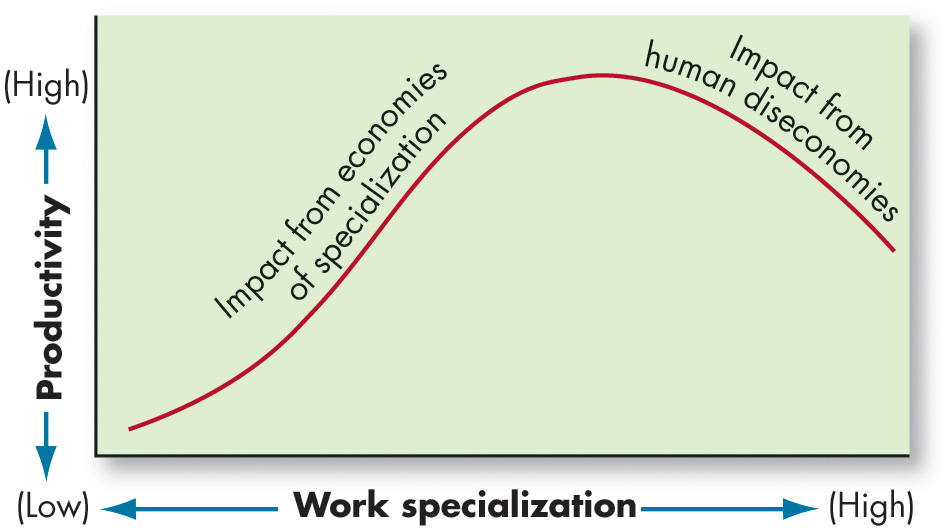 (High)
Productivity
(Low)
Impact from economies
of specialization
Impact from
human diseconomies
Work specialization
(High)